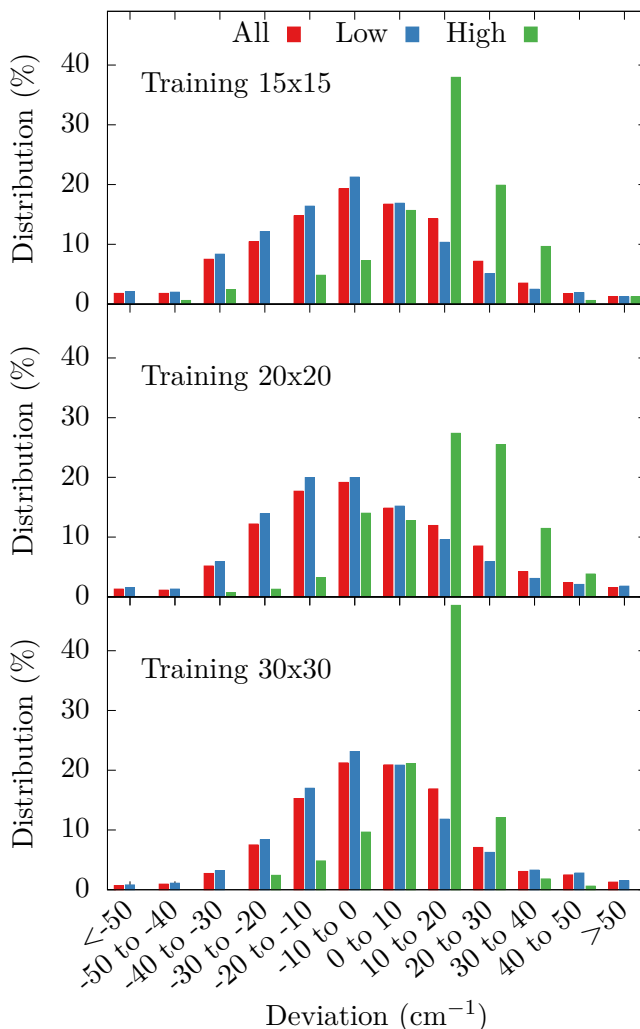 All Low High
Training 15x15
Distribution (%)
40
30
20
10
0
Training 20x20
Distribution (%)
40
30
20
10
0
Training 30x30
Distribution (%)
40
30
20
10
0
<-50
-50 to -40
-40 to -30
-30 to -20
-20 to -10
-10 to 0
0 to 10
10 to 20
20 to 30
30 to 40
40 to 50
>50
Deviation (cm⁻¹)